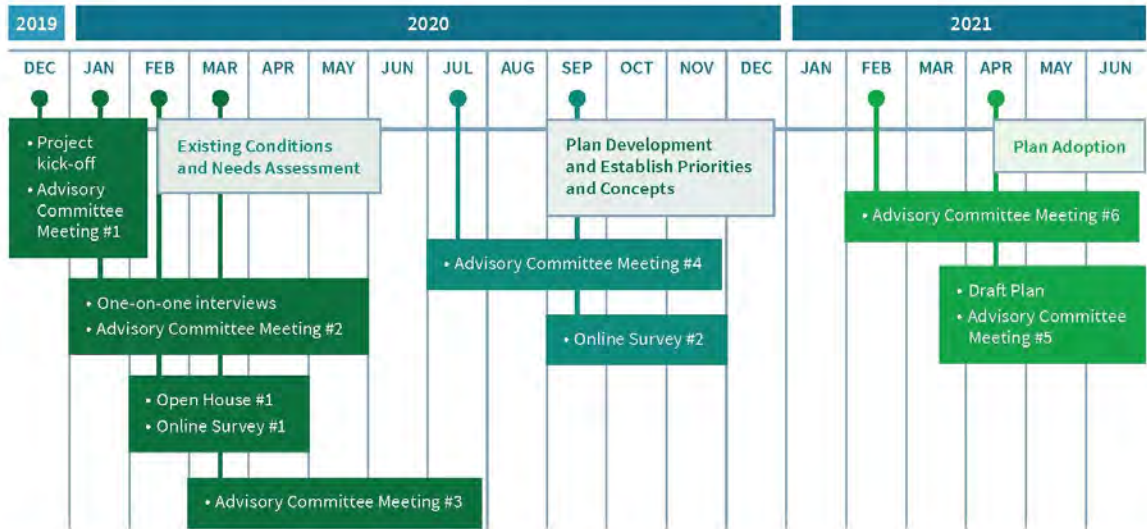 2019
2020
2021
DEC
JAN
FEB
MAR
APR
MAY
JUN
JUL
AUG
SEP
OCT
NOV
DEC
JAN
FEB
MAR
APR
MAY
JUN
• Project
kick-off
• Advisory
Committee
Meeting #1
Existing Conditions
and Needs Assessment
Plan Development
and Establish Priorities
and Concepts
Plan Adoption
• Advisory Committee Meeting #6
• Advisory Committee Meeting #4
• Draft Plan
• Advisory Committee
Meeting #5
• One-on-one interviews
• Advisory Committee Meeting #2
• Online Survey #2
• Open House #1
• Online Survey #1
• Advisory Committee Meeting #3